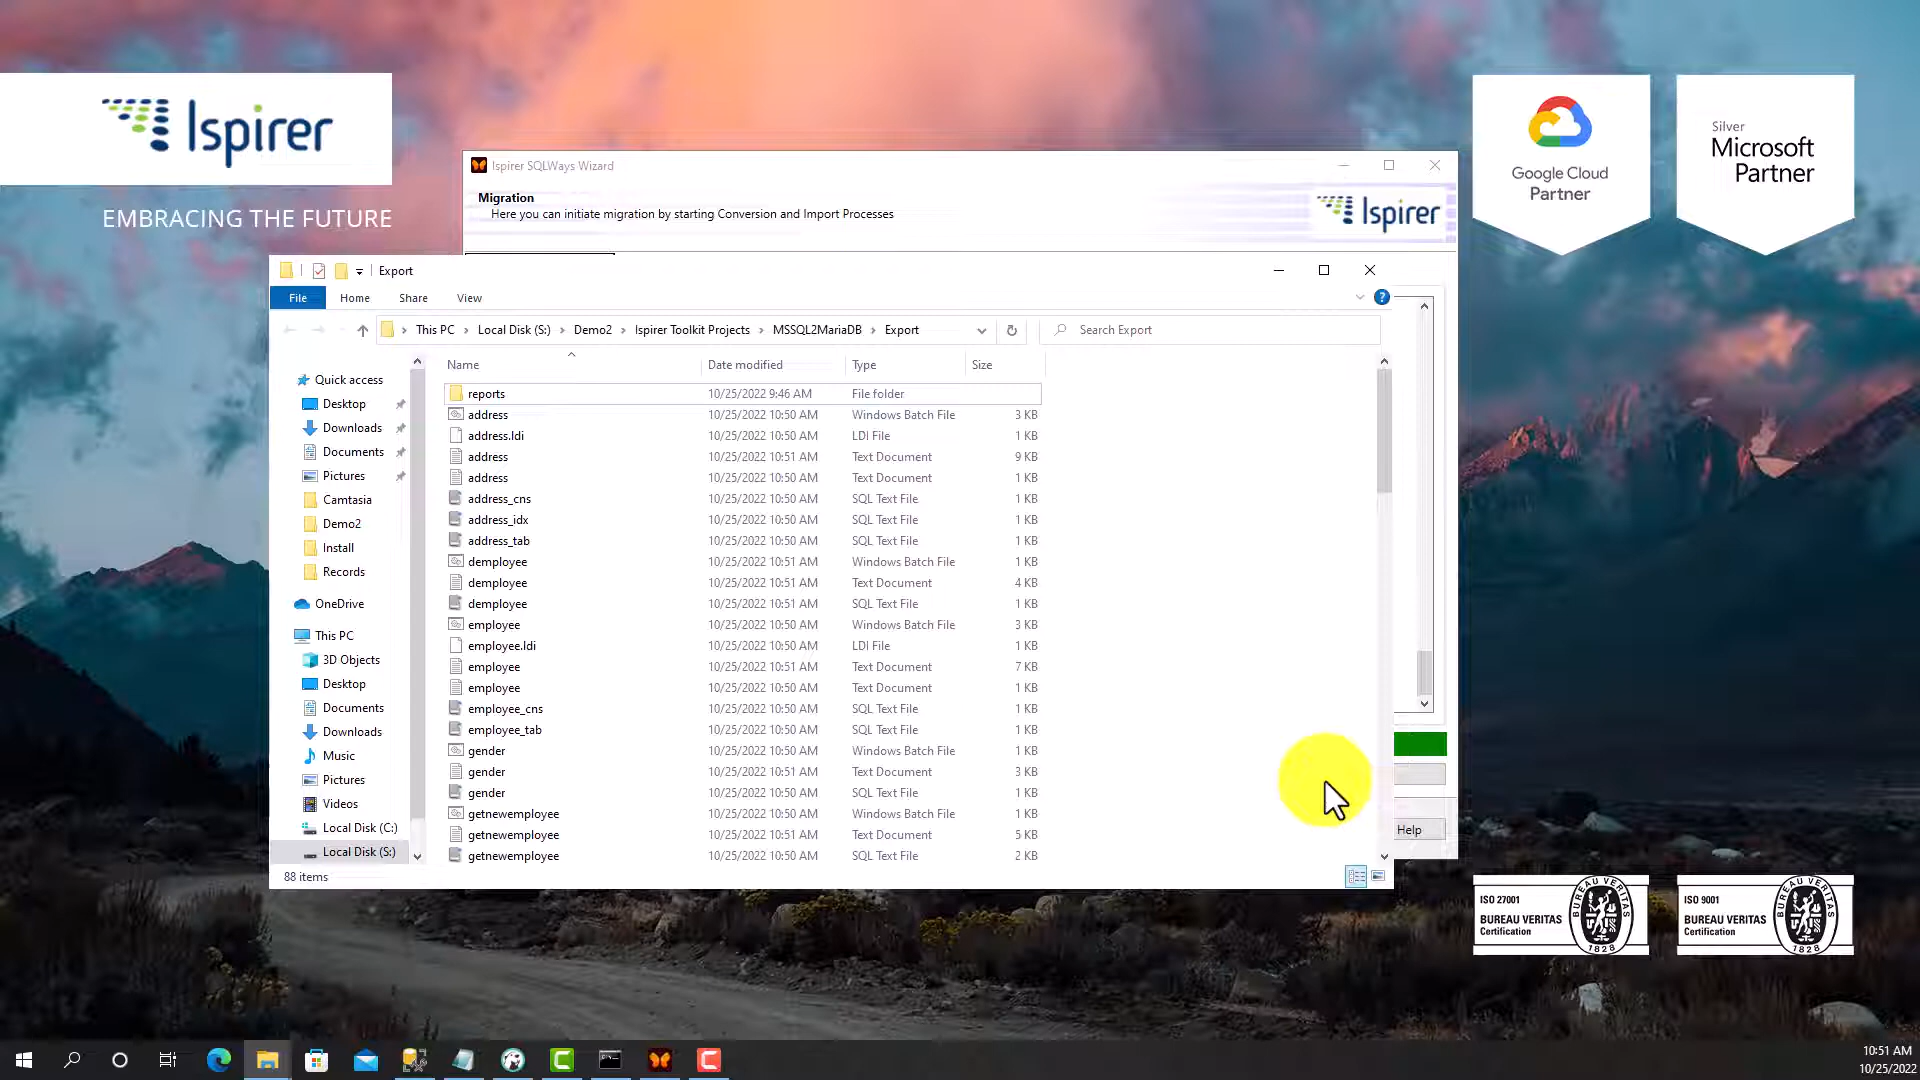 Ispirer
EMBRACING THE FUTURE
Google Cloud
Partner
Silver
Microsoft
Partner
Ispirer SQLWays Wizard
Migration
Here you can initiate migration by starting Conversion and Import Processes
Ispirer
Export
File Home Share View
This PC > Local Disk (S:) > Demo2 > Ispirer Toolkit Projects > MSSQL2MariaDB > Export
Search Export
Name Date modified Type Size
Quick access
Desktop
Downloads
Documents
Pictures
Camtasia
Demo2
Install
Records
OneDrive
This PC
3D Objects
Desktop
Documents
Downloads
Music
Pictures
Videos
Local Disk (C:)
Local Disk (S:)
reports 10/25/2022 9:46 AM File folder
address 10/25/2022 10:50 AM Windows Batch File 3 KB
address.ldi 10/25/2022 10:50 AM LDI File 1 KB
address 10/25/2022 10:51 AM Text Document 9 KB
address 10/25/2022 10:50 AM Text Document 1 KB
address_cns 10/25/2022 10:50 AM SQL Text File 1 KB
address_idx 10/25/2022 10:50 AM SQL Text File 1 KB
address_tab 10/25/2022 10:50 AM SQL Text File 1 KB
demployee 10/25/2022 10:51 AM Windows Batch File 1 KB
demployee 10/25/2022 10:51 AM Text Document 4 KB
demployee 10/25/2022 10:51 AM SQL Text File 1 KB
employee 10/25/2022 10:50 AM Windows Batch File 3 KB
employee.ldi 10/25/2022 10:50 AM LDI File 1 KB
employee 10/25/2022 10:51 AM Text Document 7 KB
employee 10/25/2022 10:50 AM Text Document 1 KB
employee_cns 10/25/2022 10:50 AM SQL Text File 1 KB
employee_tab 10/25/2022 10:50 AM SQL Text File 1 KB
gender 10/25/2022 10:50 AM Windows Batch File 1 KB
gender 10/25/2022 10:51 AM Text Document 3 KB
gender 10/25/2022 10:50 AM SQL Text File 1 KB
getnewemployee 10/25/2022 10:50 AM Windows Batch File 1 KB
getnewemployee 10/25/2022 10:51 AM Text Document 5 KB
getnewemployee 10/25/2022 10:50 AM SQL Text File 2 KB
88 items
Help
ISO 27001
BUREAU VERITAS
Certification
BUREAU VERITAS
1828
ISO 9001
BUREAU VERITAS
Certification
BUREAU VERITAS
1828
10:51 AM
10/25/2022